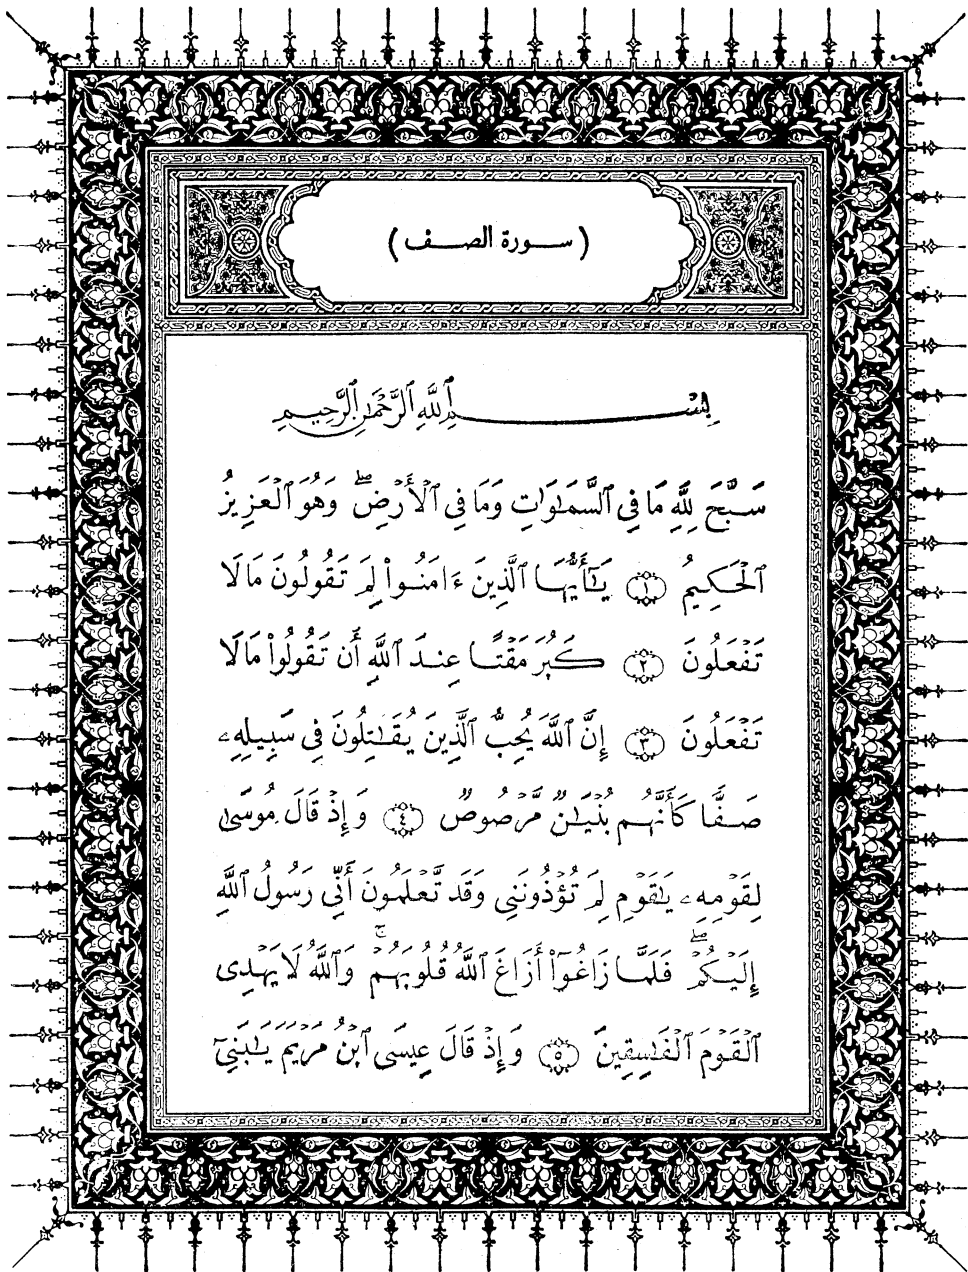 ( سورة الصف )
بِسْمِ ٱللَّهِ ٱلرَّحْمَٰنِ ٱلرَّحِيمِ
سَبَّحَ لِلَّهِ مَا فِى ٱلسَّمَٰوَٰتِ وَمَا فِى ٱلْأَرْضِۖ وَهُوَ ٱلْعَزِيزُ
ٱلْحَكِيمُ ﴿١﴾ يَٰٓأَيُّهَا ٱلَّذِينَ ءَامَنُوا۟ لِمَ تَقُولُونَ مَا لَا
تَفْعَلُونَ ﴿٢﴾ كَبُرَ مَقْتًا عِندَ ٱللَّهِ أَن تَقُولُوا۟ مَا لَا
تَفْعَلُونَ ﴿٣﴾ إِنَّ ٱللَّهَ يُحِبُّ ٱلَّذِينَ يُقَٰتِلُونَ فِى سَبِيلِهِۦ
صَفًّا كَأَنَّهُم بُنْيَٰنٌ مَّرْصُوصٌ ﴿٤﴾ وَإِذْ قَالَ مُوسَىٰ
لِقَوْمِهِۦ يَٰقَوْمِ لِمَ تُؤْذُونَنِى وَقَد تَّعْلَمُونَ أَنِّى رَسُولُ ٱللَّهِ
إِلَيْكُمْۖ فَلَمَّا زَاغُوٓا۟ أَزَاغَ ٱللَّهُ قُلُوبَهُمْۚ وَٱللَّهُ لَا يَهْدِى
ٱلْقَوْمَ ٱلْفَٰسِقِينَ ﴿٥﴾ وَإِذْ قَالَ عِيسَى ٱبْنُ مَرْيَمَ يَٰبَنِىٓ